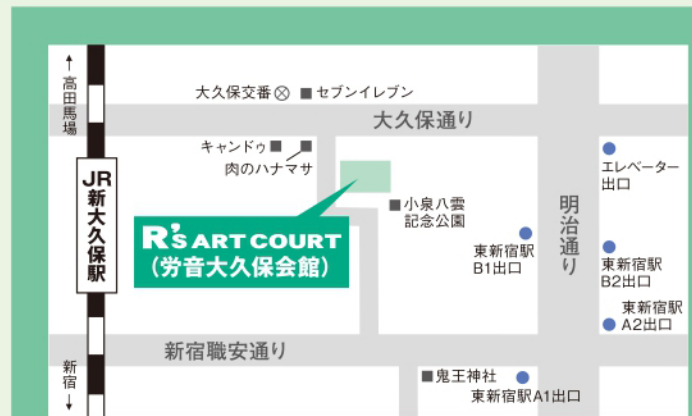 ↑
高田馬場
大久保交番
セブンイレブン
大久保通り
キャンドゥ
肉のハナマサ
エレベーター
出口
JR
新大久保駅
小泉八雲
記念公園
明治通り
R's ART COURT
(労音大久保会館)
東新宿駅
B1出口
東新宿駅
B2出口
東新宿駅
A2出口
新宿職安通り
新宿
↓
鬼王神社
東新宿駅A1出口